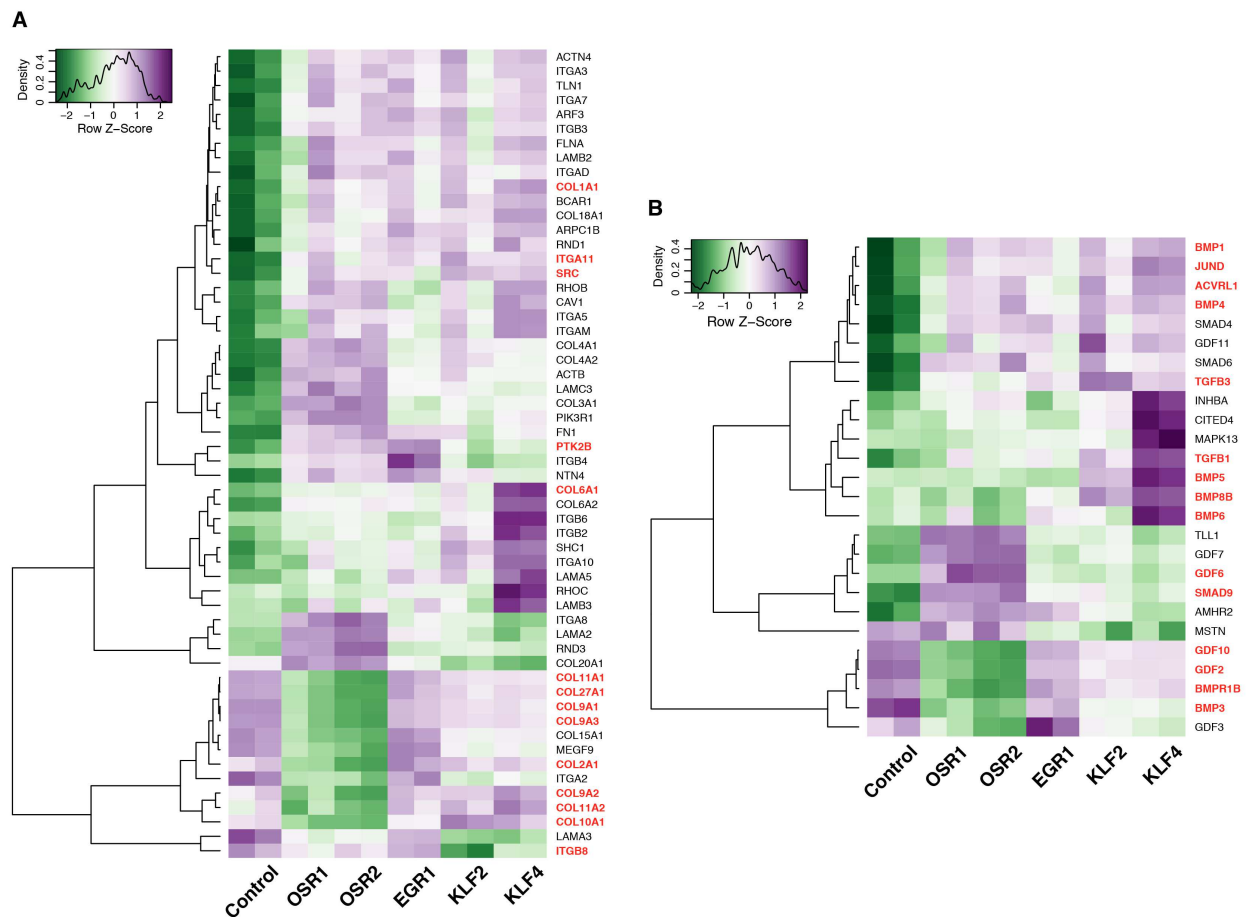 A
Density
0 0.2 0.4
−2 −1 0 1 2
Row Z−Score
ACTN4
ITGA3
TLN1
ITGA7
ARF3
ITGB3
FLNA
LAMB2
ITGAD
COL1A1
BCAR1
COL18A1
ARPC1B
RND1
ITGA11
SRC
RHOB
CAV1
ITGA5
ITGAM
COL4A1
COL4A2
ACTB
LAMC3
COL3A1
PIK3R1
FN1
PTK2B
ITGB4
NTN4
COL6A1
COL6A2
ITGB6
ITGB2
SHC1
ITGA10
LAMA5
RHOC
LAMB3
ITGA8
LAMA2
RND3
COL20A1
COL11A1
COL27A1
COL9A1
COL9A3
COL15A1
MEGF9
COL2A1
ITGA2
COL9A2
COL11A2
COL10A1
LAMA3
ITGB8
Control OSR1 OSR2 EGR1 KLF2 KLF4
B
Density
0 0.2 0.4
−2 −1 0 1 2
Row Z−Score
BMP1
JUND
ACVRL1
BMP4
SMAD4
GDF11
SMAD6
TGFB3
INHBA
CITED4
MAPK13
TGFB1
BMP5
BMP8B
BMP6
TLL1
GDF7
GDF6
SMAD9
AMHR2
MSTN
GDF10
GDF2
BMPR1B
BMP3
GDF3
Control OSR1 OSR2 EGR1 KLF2 KLF4